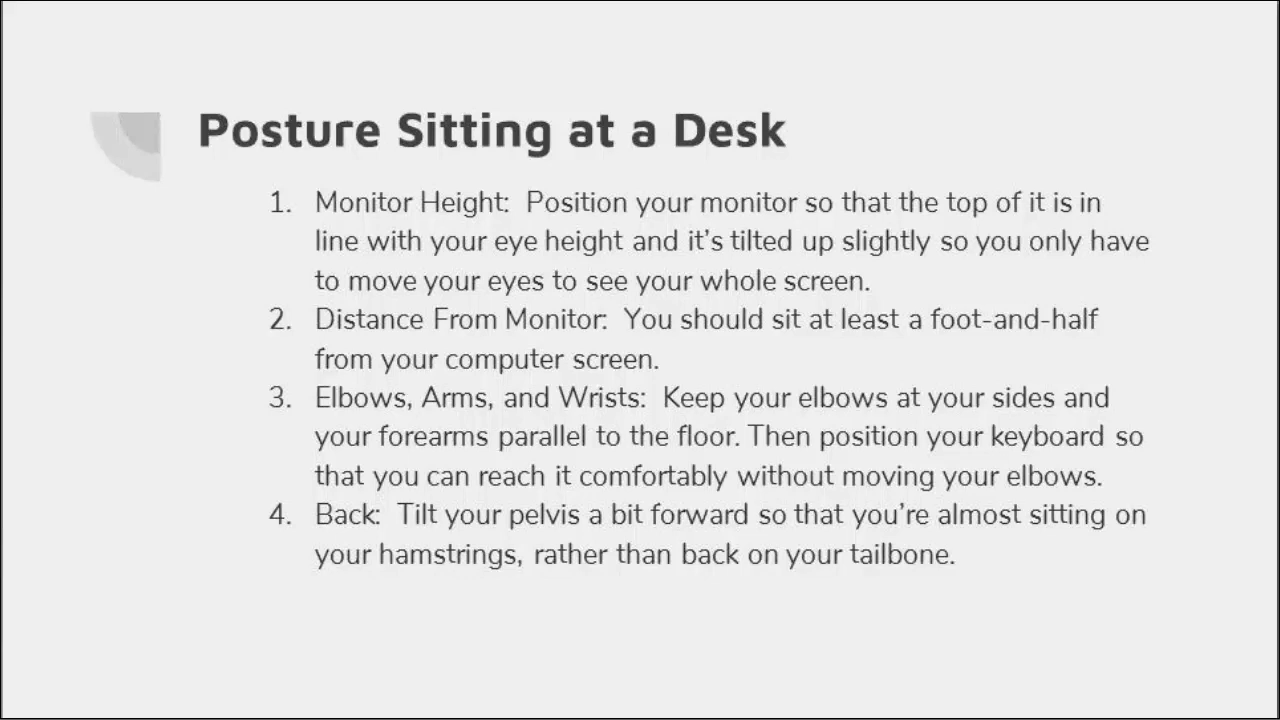 Posture Sitting at a Desk
1. Monitor Height: Position your monitor so that the top of it is in
line with your eye height and it’s tilted up slightly so you only have
to move your eyes to see your whole screen.
2. Distance From Monitor: You should sit at least a foot-and-half
from your computer screen.
3. Elbows, Arms, and Wrists: Keep your elbows at your sides and
your forearms parallel to the floor. Then position your keyboard so
that you can reach it comfortably without moving your elbows.
4. Back: Tilt your pelvis a bit forward so that you’re almost sitting on
your hamstrings, rather than back on your tailbone.